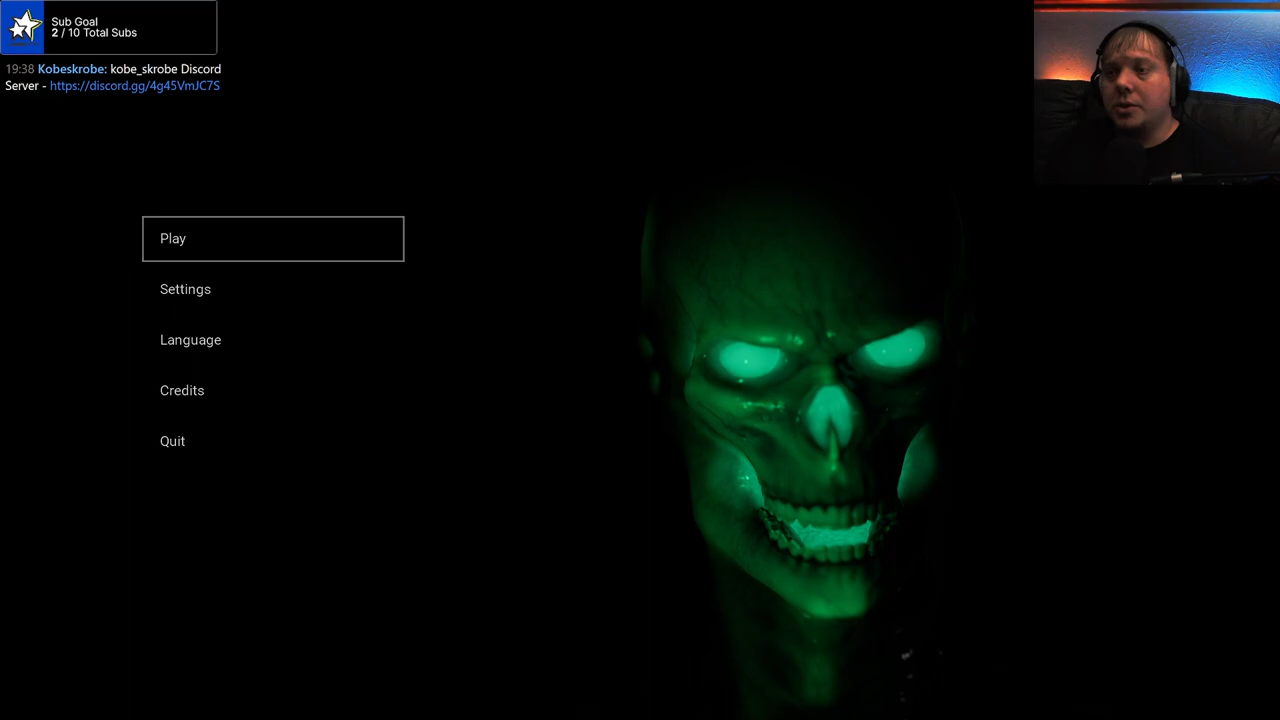 Sub Goal
2 / 10 Total Subs
19:38 Kobeskrobe: kobe_skrobe Discord
Server - https://discord.gg/4g45VmJC7S
Play
Settings
Language
Credits
Quit